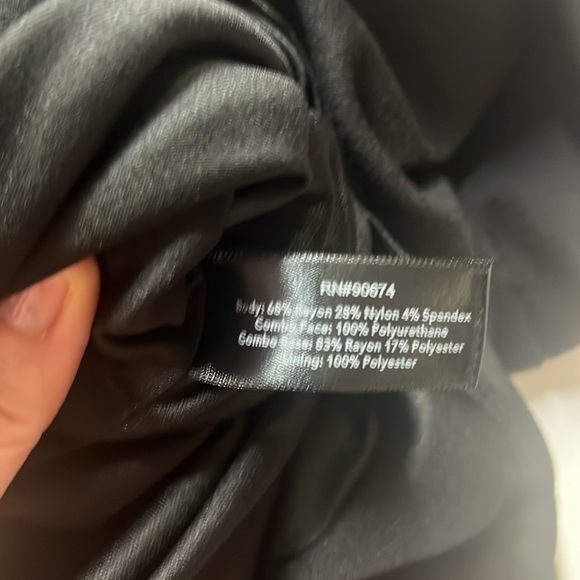 RN#90674
Body: 68% Rayon 28% Nylon 4% Spandex
Combo Face: 100% Polyurethane
Combo Base: 83% Rayon 17% Polyester
Lining: 100% Polyester